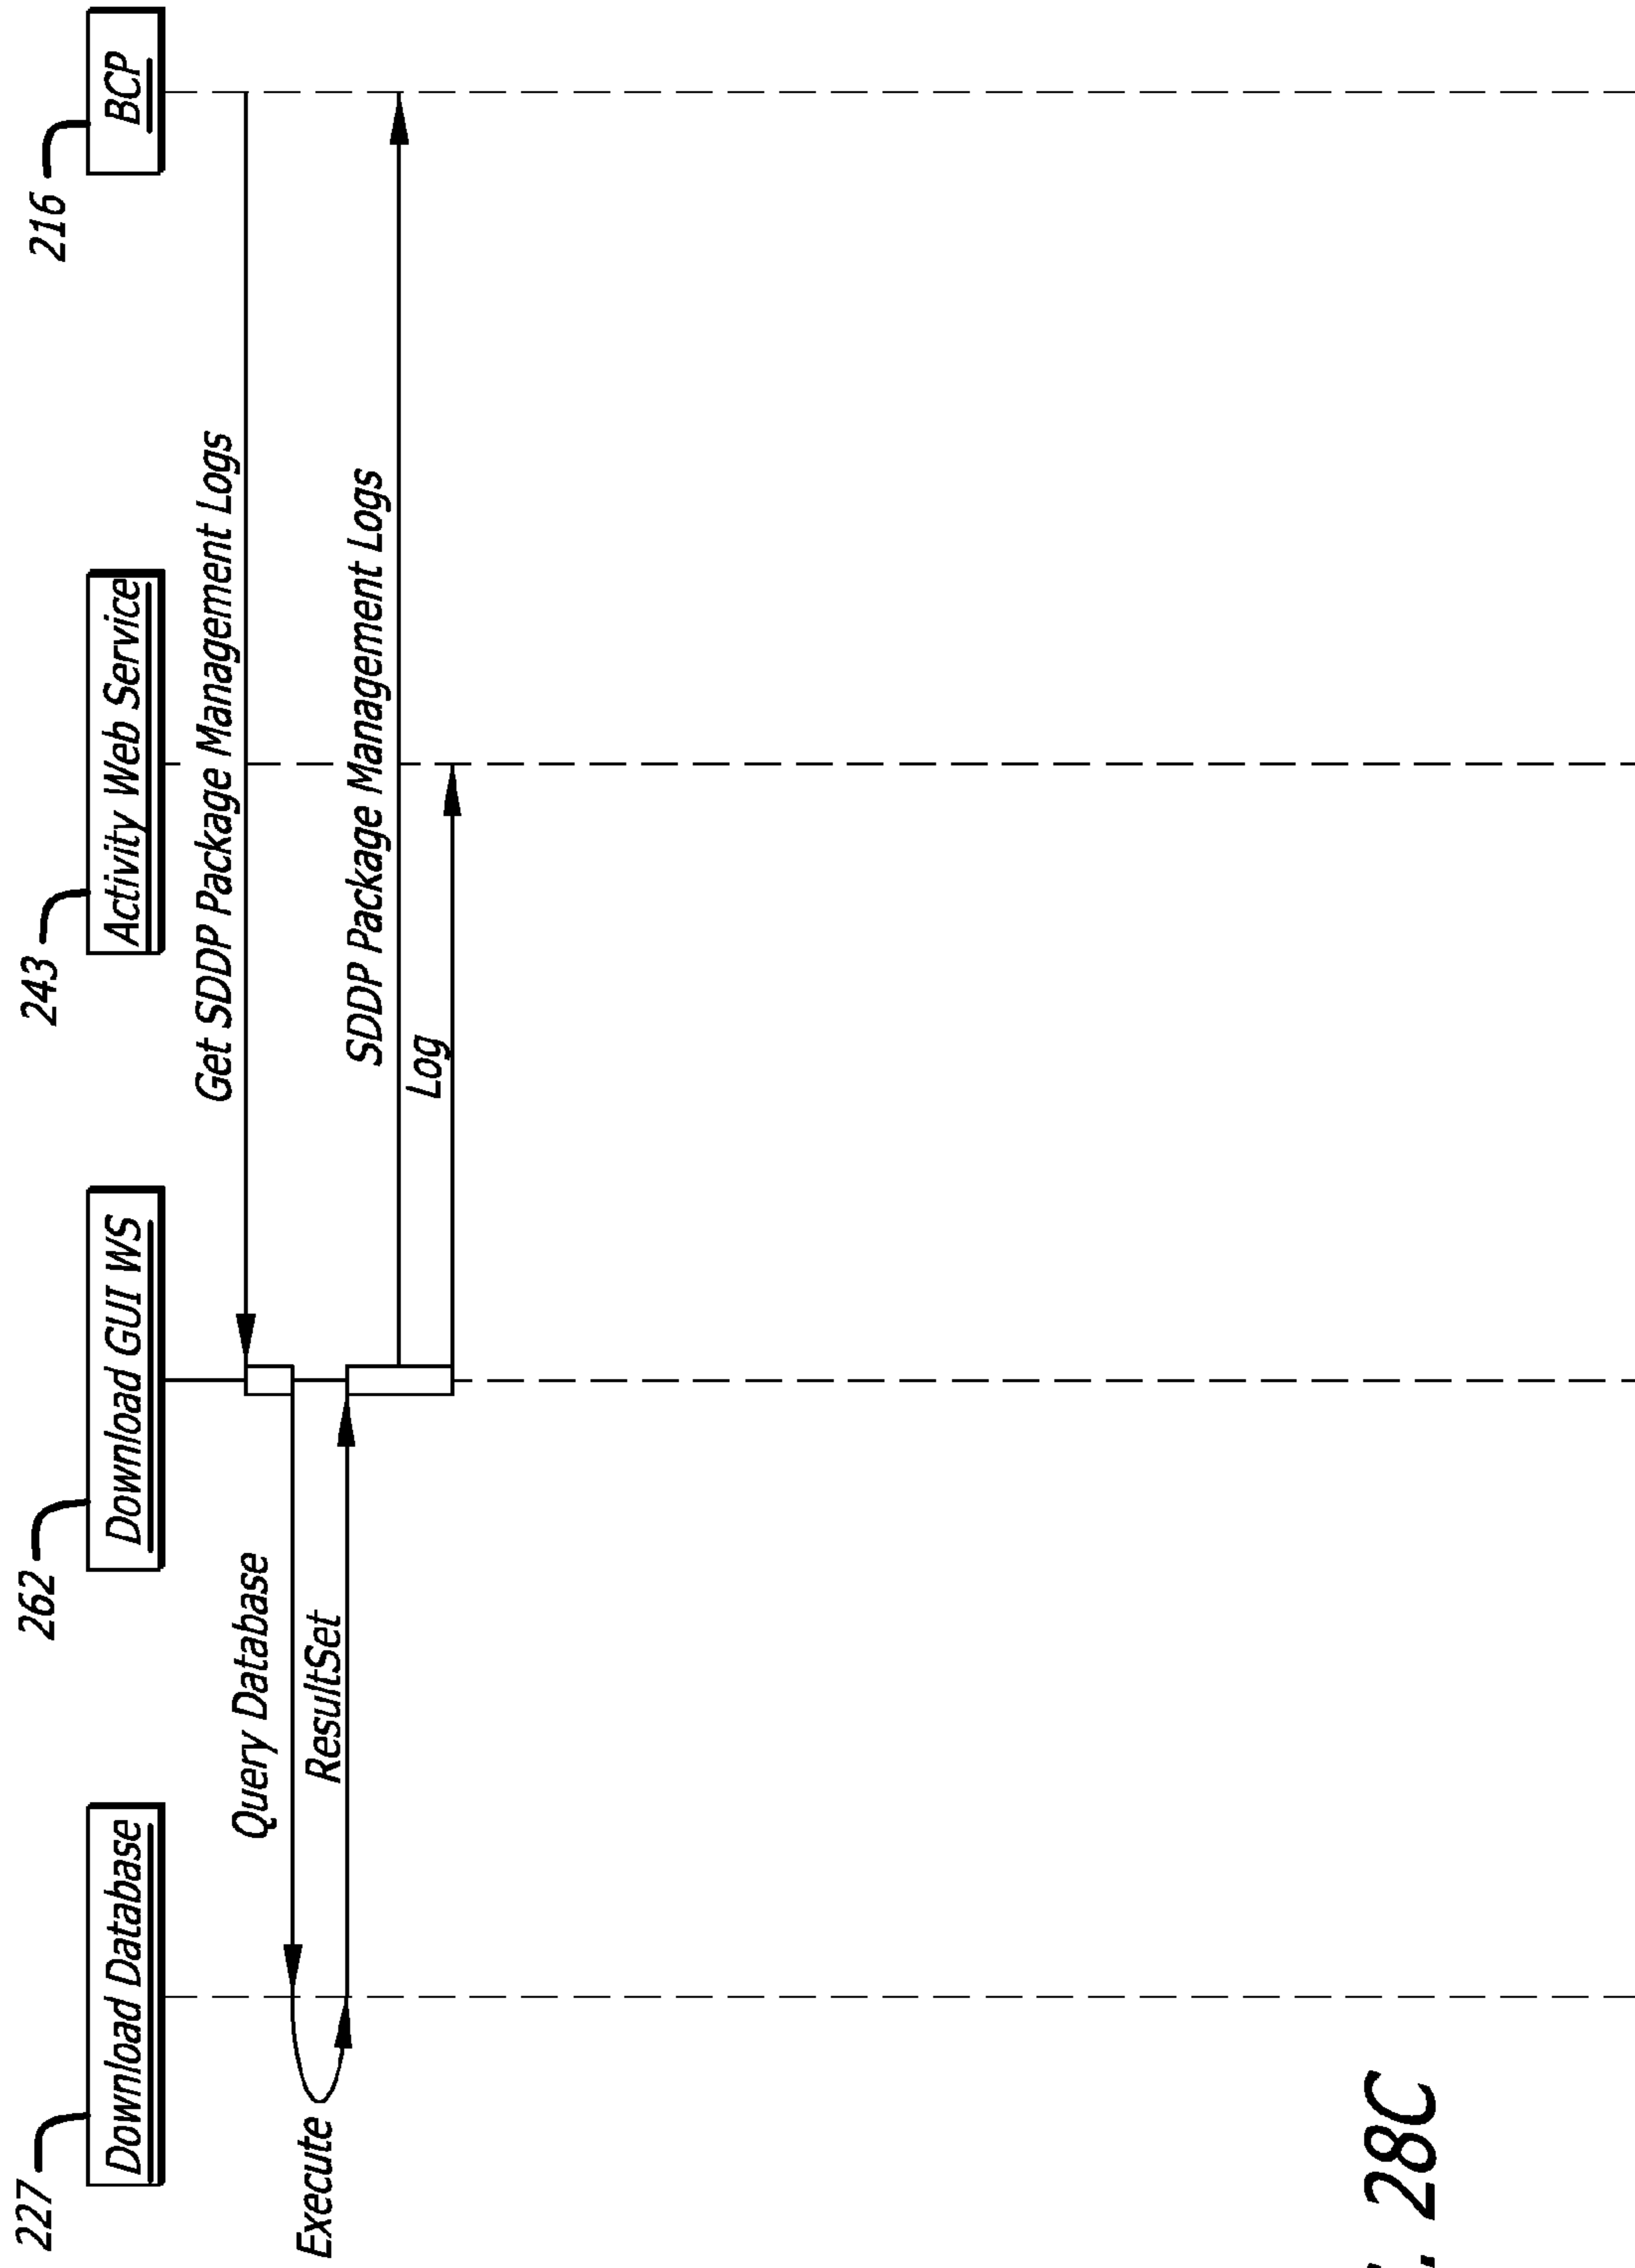 227
262
243
216
Download Database
Download GUI WS
Activity Web Service
BCP
Get SDDP Package Management Logs
Query Database
Execute
ResultSet
SDDP Package Management Logs
Log
. 28C